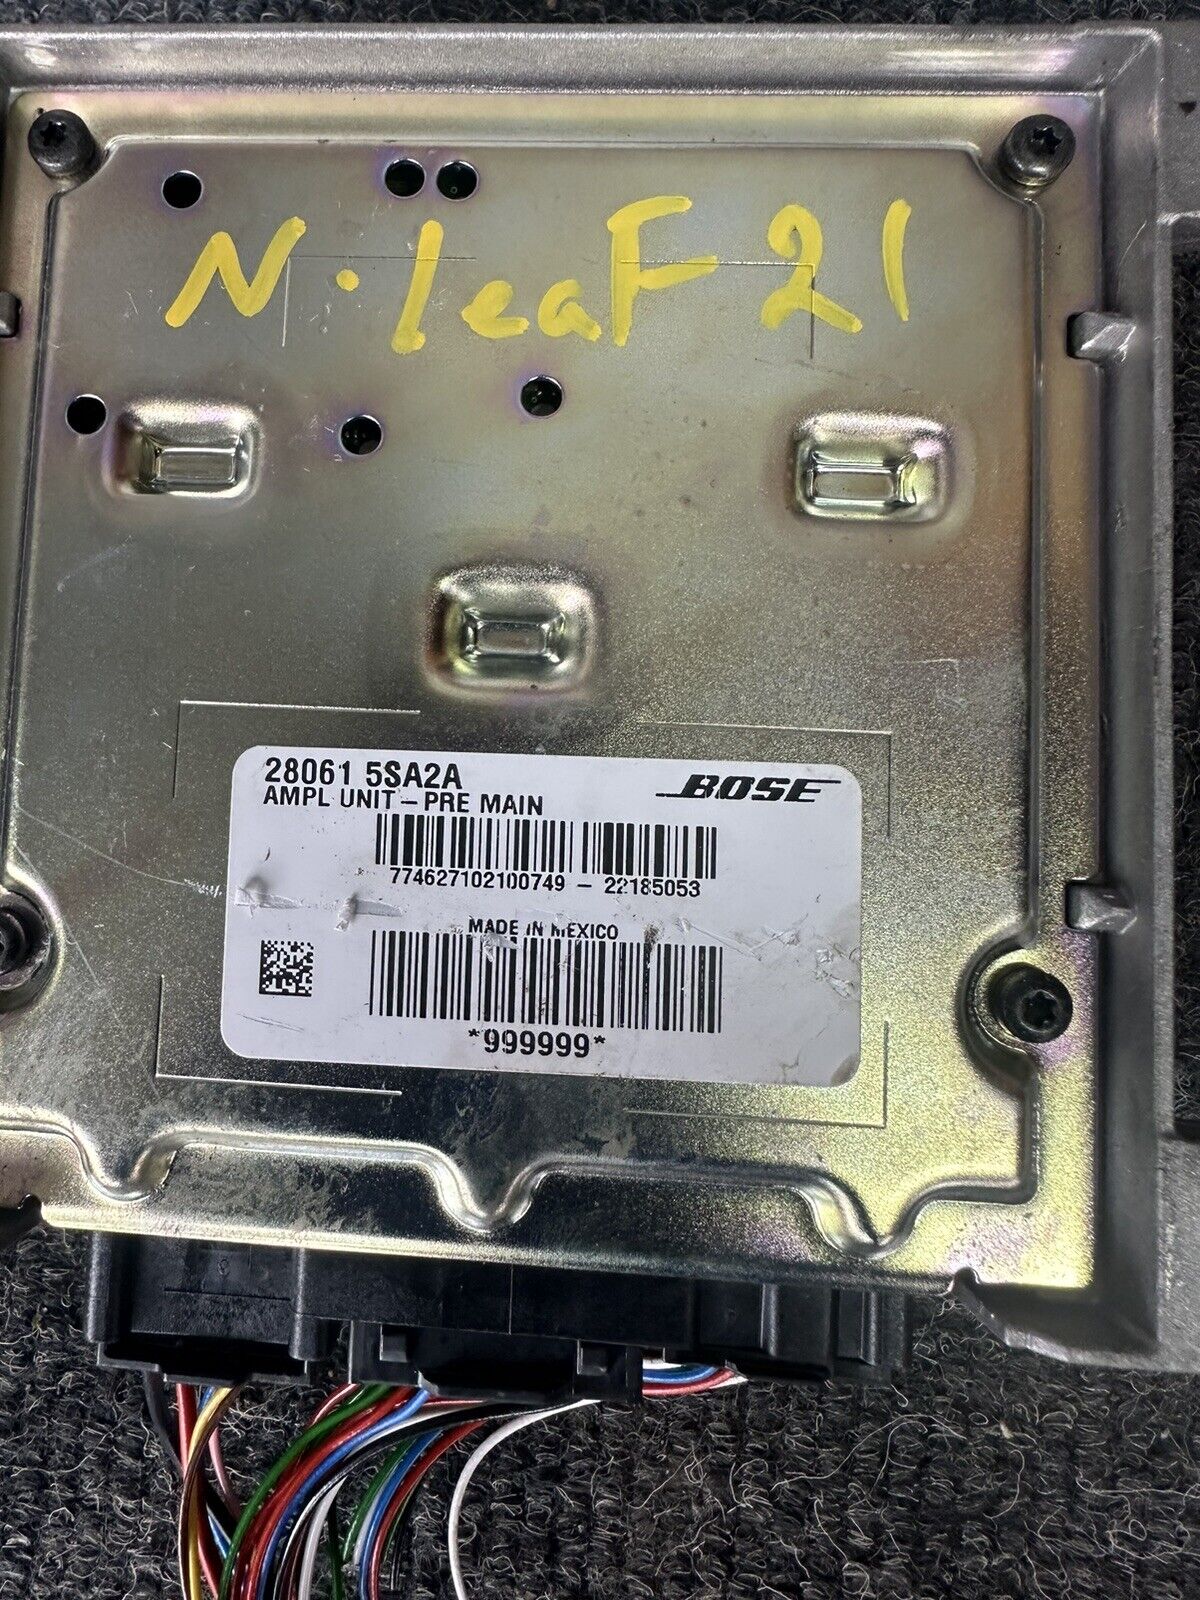 N. leaF 21
28061 5SA2A
BOSE
AMPL UNIT - PRE MAIN
774627102100749 - 22185053
MADE IN MEXICO
*999999*